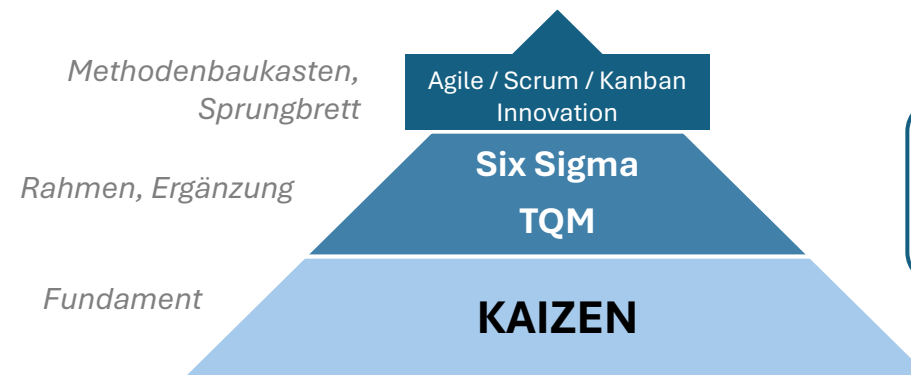 Methodenbaukasten,
Sprungbrett
Agile / Scrum / Kanban
Innovation
Rahmen, Ergänzung
Six Sigma
TQM
Fundament
KAIZEN